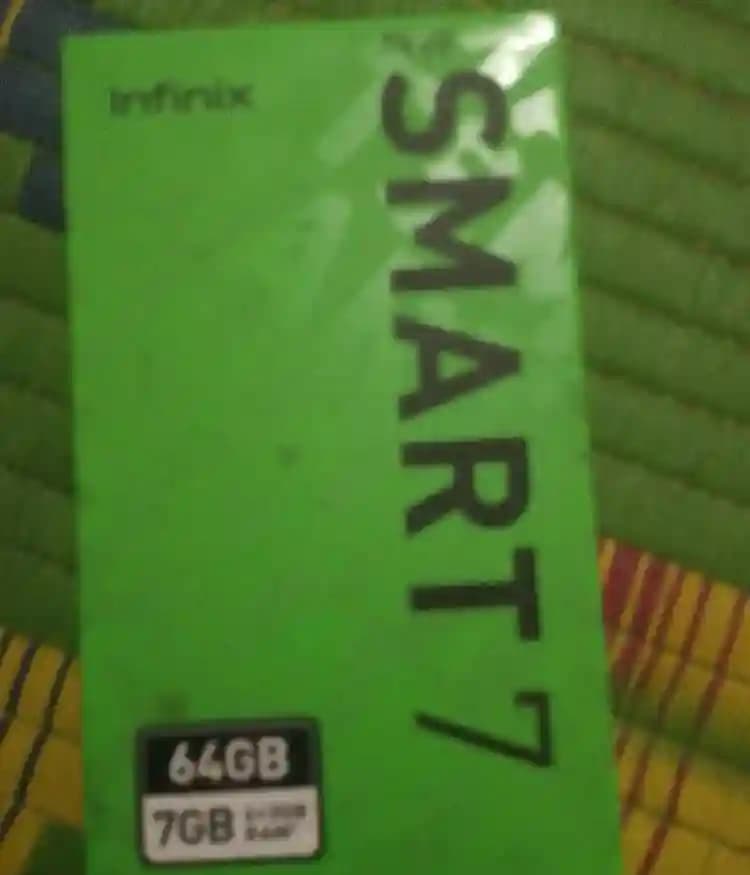 Infinix
SMART 7
64GB
7GB